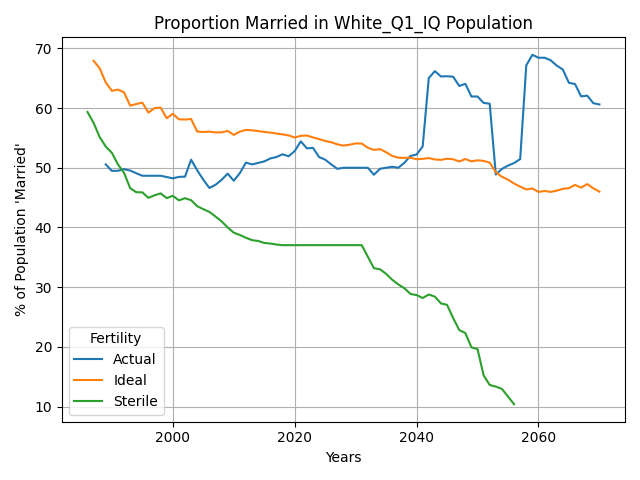 Proportion Married in White_Q1_IQ Population
% of Population 'Married'
70
60
50
40
30
20
10
Fertility
Actual
Ideal
Sterile
2000 2020 2040 2060
Years